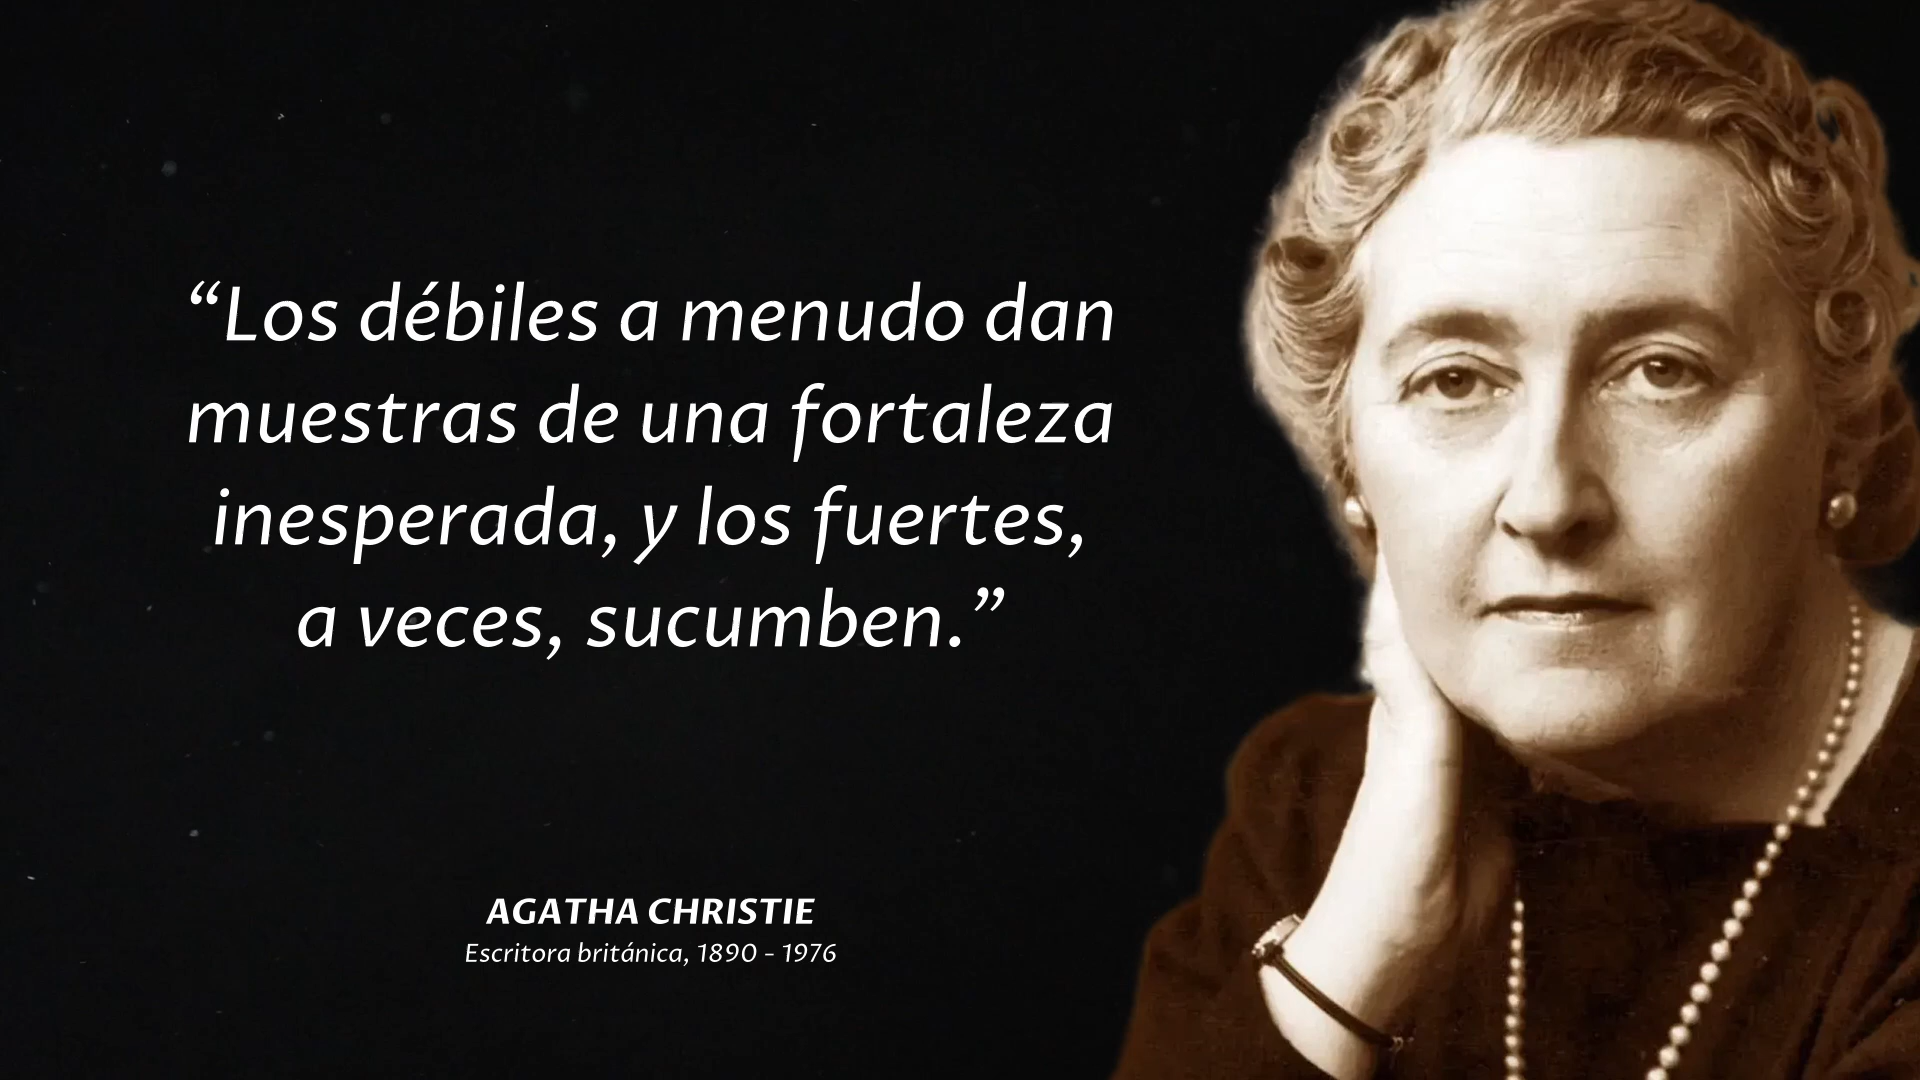 “Los débiles a menudo dan
muestras de una fortaleza
inesperada, y los fuertes,
a veces, sucumben.”
AGATHA CHRISTIE
Escritora británica, 1890 - 1976